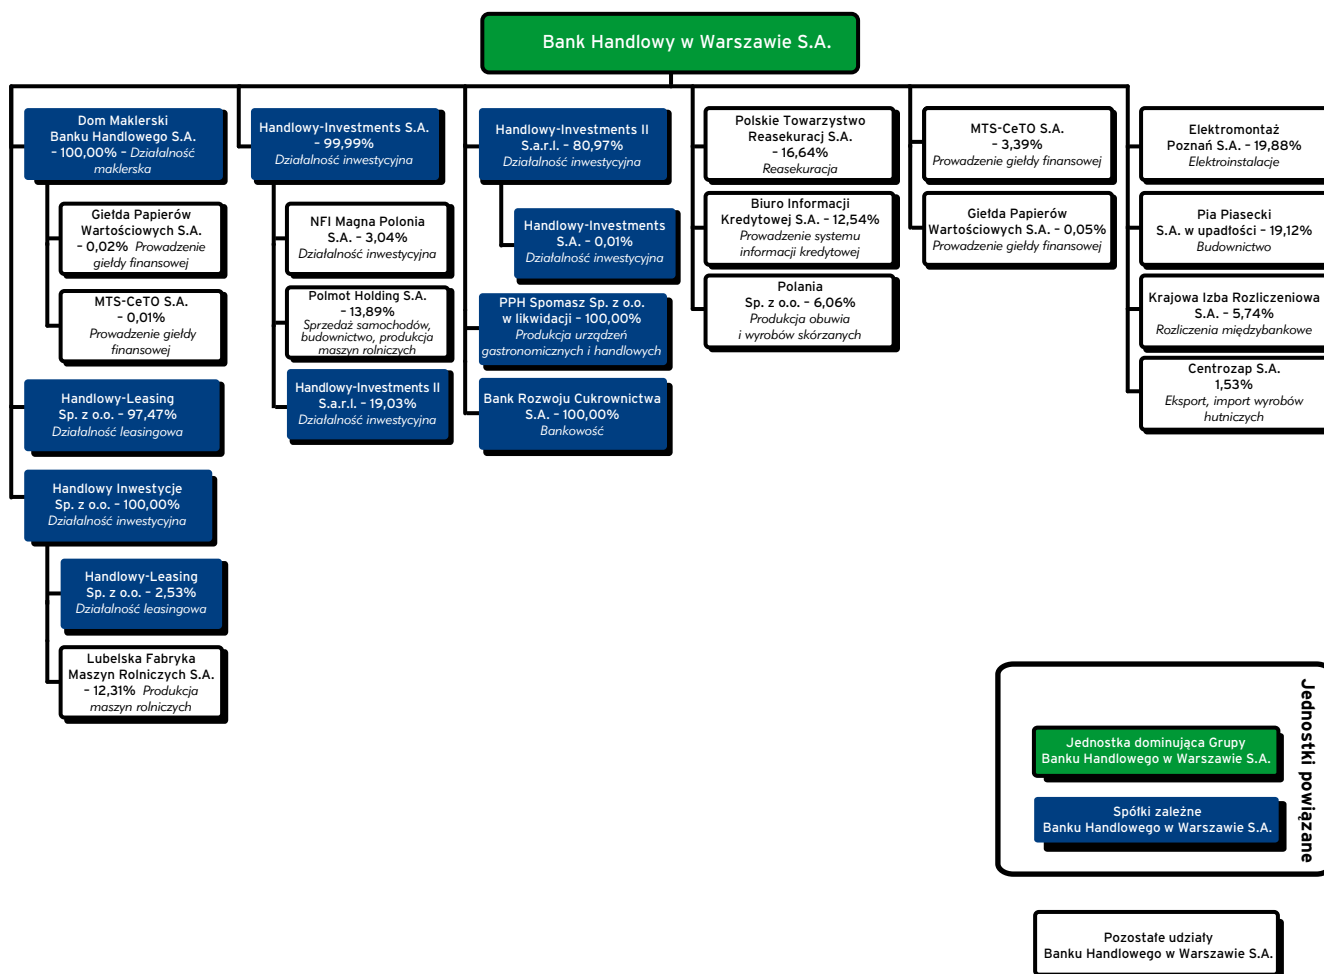 Bank Handlowy w Warszawie S.A.
Dom Maklerski
Banku Handlowego S.A.
– 100,00% – Działalność
maklerska
Giełda Papierów
Wartościowych S.A.
– 0,02% Prowadzenie
giełdy finansowej
MTS-CeTO S.A.
– 0,01%
Prowadzenie giełdy
finansowej
Handlowy-Leasing
Sp. z o.o. – 97,47%
Działalność leasingowa
Handlowy Inwestycje
Sp. z o.o. – 100,00%
Działalność inwestycyjna
Handlowy-Leasing
Sp. z o.o. – 2,53%
Działalność leasingowa
Lubelska Fabryka
Maszyn Rolniczych S.A.
– 12,31% Produkcja
maszyn rolniczych
Handlowy-Investments S.A.
– 99,99%
Działalność inwestycyjna
NFI Magna Polonia
S.A. – 3,04%
Działalność inwestycyjna
Polmot Holding S.A.
– 13,89%
Sprzedaż samochodów,
budownictwo, produkcja
maszyn rolniczych
Handlowy-Investments II
S.a.r.l. – 19,03%
Działalność inwestycyjna
Handlowy-Investments II
S.a.r.l. – 80,97%
Działalność inwestycyjna
Handlowy-Investments
S.A. – 0,01%
Działalność inwestycyjna
PPH Spomasz Sp. z o.o.
w likwidacji – 100,00%
Produkcja urządzeń
gastronomicznych i handlowych
Bank Rozwoju Cukrownictwa
S.A. – 100,00%
Bankowość
Polskie Towarzystwo
Reasekuracj S.A.
– 16,64%
Reasekuracja
Biuro Informacji
Kredytowej S.A. – 12,54%
Prowadzenie systemu
informacji kredytowej
Polania
Sp. z o.o. – 6,06%
Produkcja obuwia
i wyrobów skórzanych
MTS-CeTO S.A.
– 3,39%
Prowadzenie giełdy finansowej
Giełda Papierów
Wartościowych S.A. – 0,05%
Prowadzenie giełdy finansowej
Elektromontaż
Poznań S.A. – 19,88%
Elektroinstalacje
Pia Piasecki
S.A. w upadłości – 19,12%
Budownictwo
Krajowa Izba Rozliczeniowa
S.A. – 5,74%
Rozliczenia międzybankowe
Centrozap S.A.
1,53%
Eksport, import wyrobów
hutniczych
Jednostki powiązane
Jednostka dominująca Grupy
Banku Handlowego w Warszawie S.A.
Spółki zależne
Banku Handlowego w Warszawie S.A.
Pozostałe udziały
Banku Handlowego w Warszawie S.A.